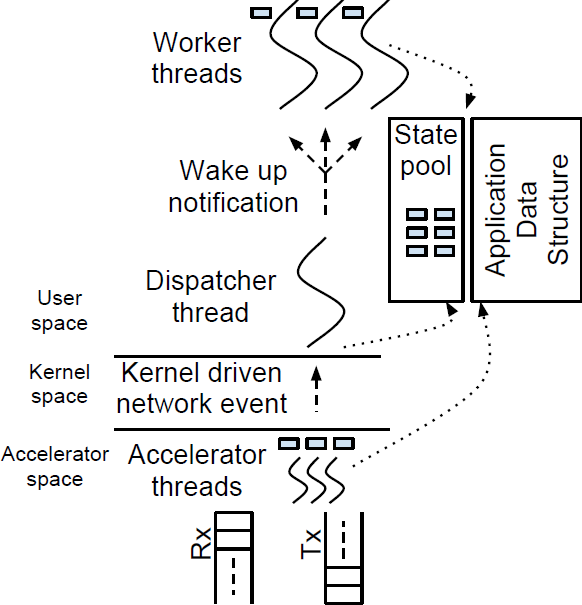 Worker
threads
State
pool
Application
Data
Structure
Wake up
notification
Dispatcher
thread
User
space
Kernel
space
Kernel driven
network event
Accelerator
space
Accelerator
threads
Rx
Tx